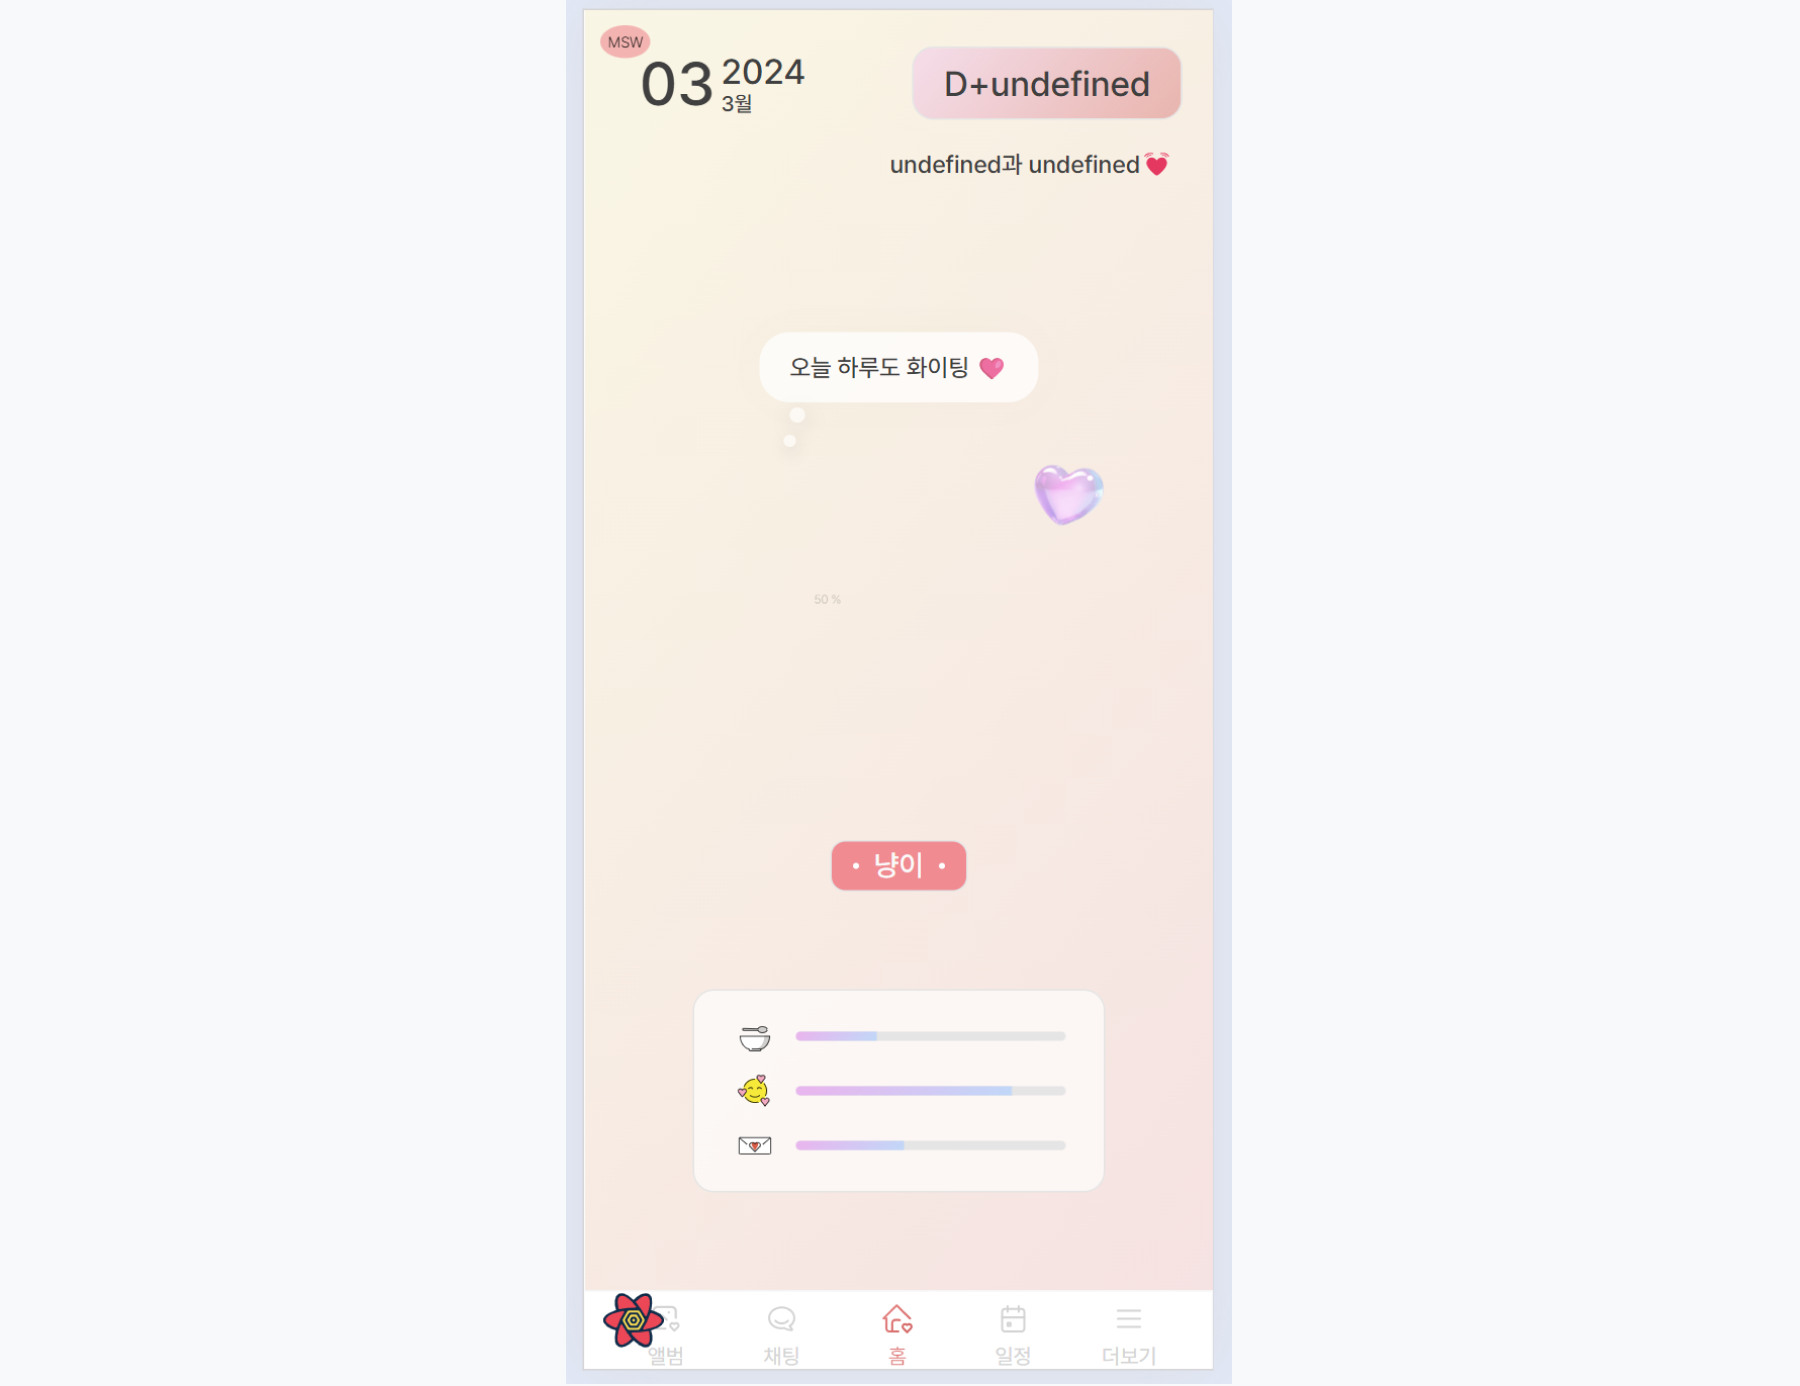 MSW
03
2024
3월
D+undefined
undefined과 undefined
오늘 하루도 화이팅
50 %
• 냥이 •
앨범
채팅
홈
일정
더보기